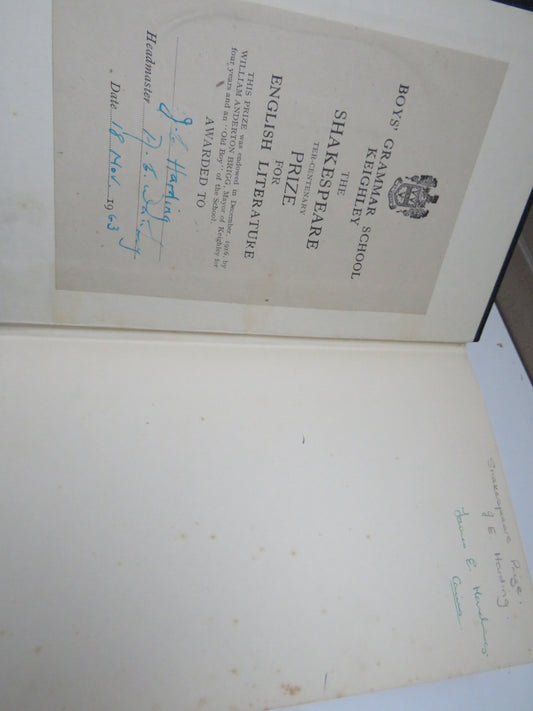 BOYS' GRAMMAR SCHOOL
KEIGHLEY
THE
SHAKESPEARE
TER-CENTENARY
PRIZE
FOR
ENGLISH LITERATURE
THIS PRIZE was endowed in December, 1916, by
WILLIAM ANDERTON BRIGG, Mayor of Keighley for
four years and an "Old Boy" of the School
AWARDED TO
J. E. Harding
Headmaster
Date 18 Nov. 1963
Shakespeare Prize.
J E Harding
James E.